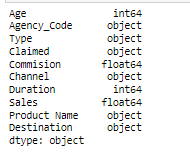 Age int64
Agency_Code object
Type object
Claimed object
Commision float64
Channel object
Duration int64
Sales float64
Product Name object
Destination object
dtype: object